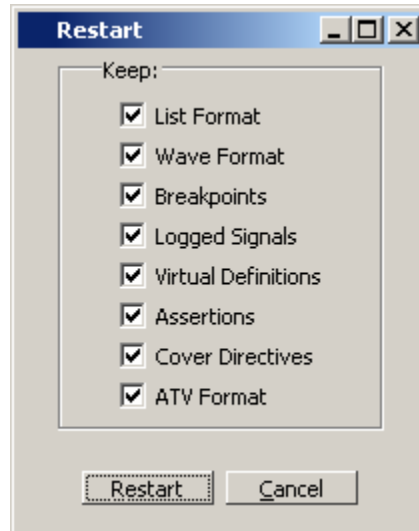 Restart
Keep:
List Format
Wave Format
Breakpoints
Logged Signals
Virtual Definitions
Assertions
Cover Directives
ATV Format
Restart Cancel